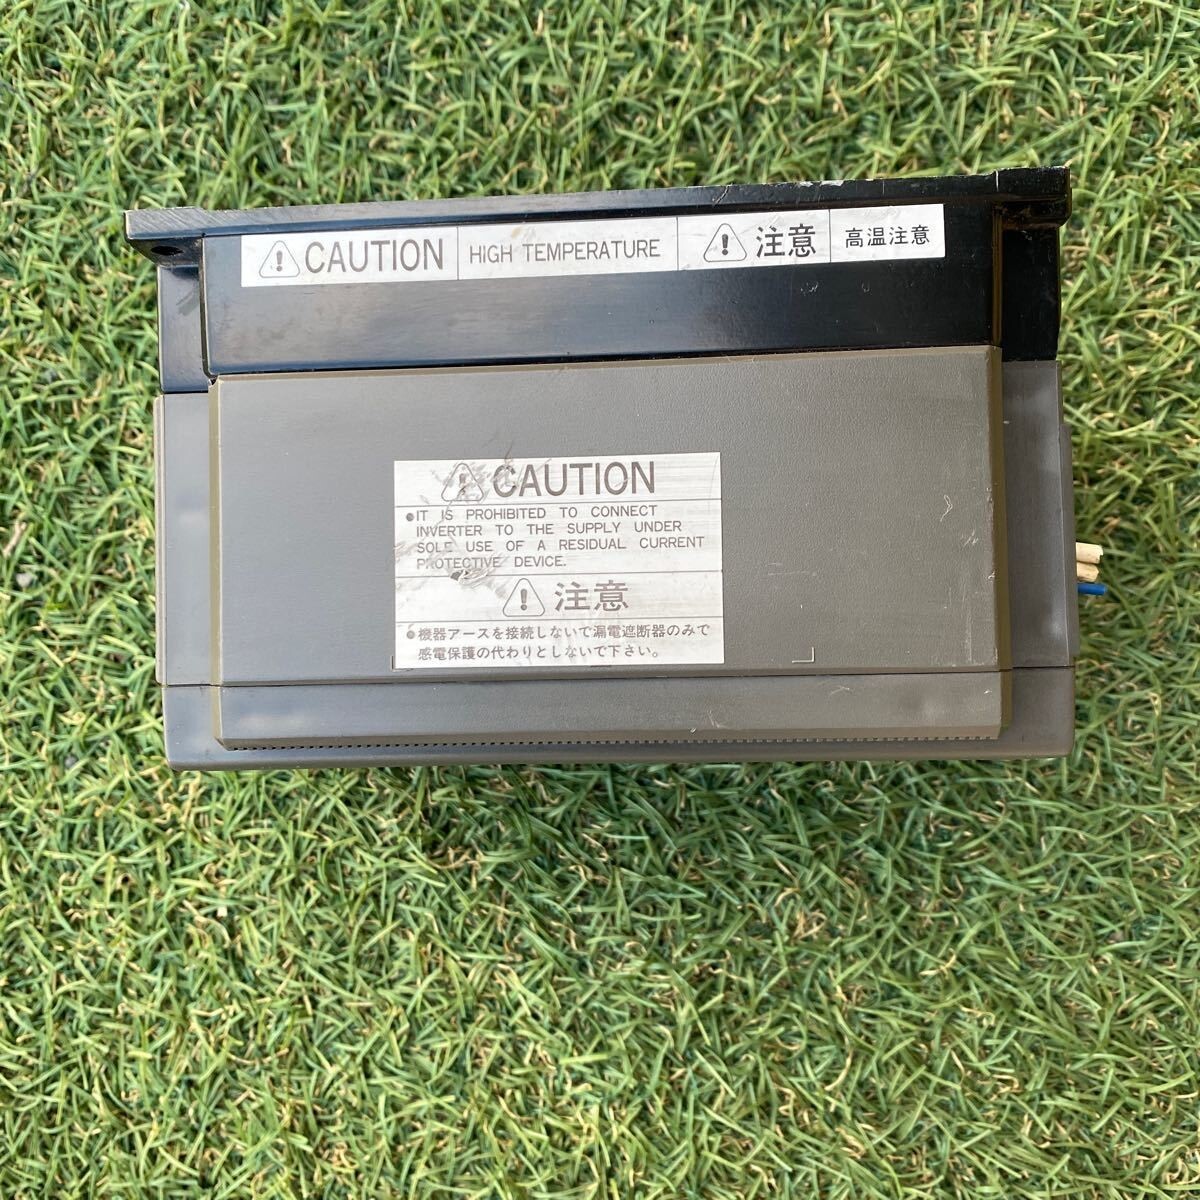 CAUTION HIGH TEMPERATURE 注意 高温注意
CAUTION
●IT IS PROHIBITED TO CONNECT
INVERTER TO THE SUPPLY UNDER
SOLE USE OF A RESIDUAL CURRENT
PROTECTIVE DEVICE.
注意
●機器アースを接続しないで漏電遮断器のみで
感電保護の代わりとしないで下さい。